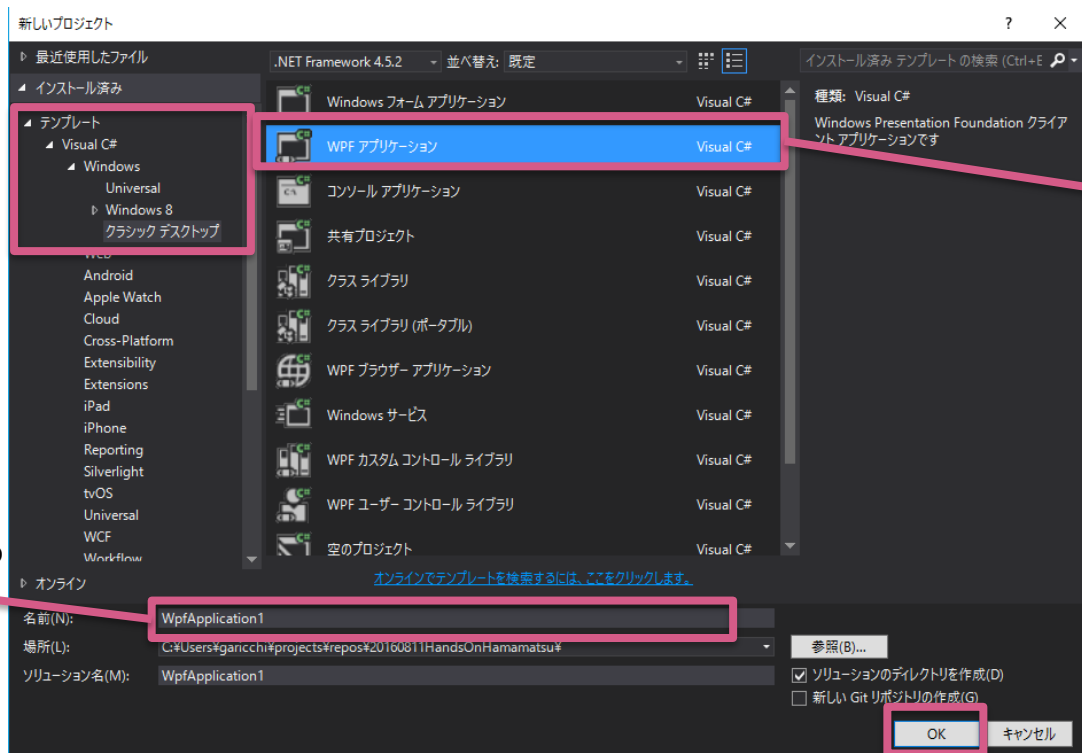 新しいプロジェクト ? ×
最近使用したファイル
.NET Framework 4.5.2 並べ替え: 既定
インストール済み テンプレート の検索 (Ctrl+E
インストール済み
テンプレート
Visual C#
Windows
Universal
Windows 8
クラシック デスクトップ
Web
Android
Apple Watch
Cloud
Cross-Platform
Extensibility
Extensions
iPad
iPhone
Reporting
Silverlight
tvOS
Universal
WCF
Workflow
オンライン
Windows フォーム アプリケーション Visual C#
WPF アプリケーション Visual C#
コンソール アプリケーション Visual C#
共有プロジェクト Visual C#
クラス ライブラリ Visual C#
クラス ライブラリ (ポータブル) Visual C#
WPF ブラウザー アプリケーション Visual C#
Windows サービス Visual C#
WPF カスタム コントロール ライブラリ Visual C#
WPF ユーザー コントロール ライブラリ Visual C#
空のプロジェクト Visual C#
オンラインでテンプレートを検索するには、ここをクリックします。
種類: Visual C#
Windows Presentation Foundation クライア
ント アプリケーションです
名前(N): WpfApplication1
場所(L): C:¥Users¥garicchi¥projects¥repos¥20160811HandsOnHamamatsu¥
参照(B)...
ソリューション名(M): WpfApplication1
ソリューションのディレクトリを作成(D)
新しい Git リポジトリの作成(G)
OK キャンセル